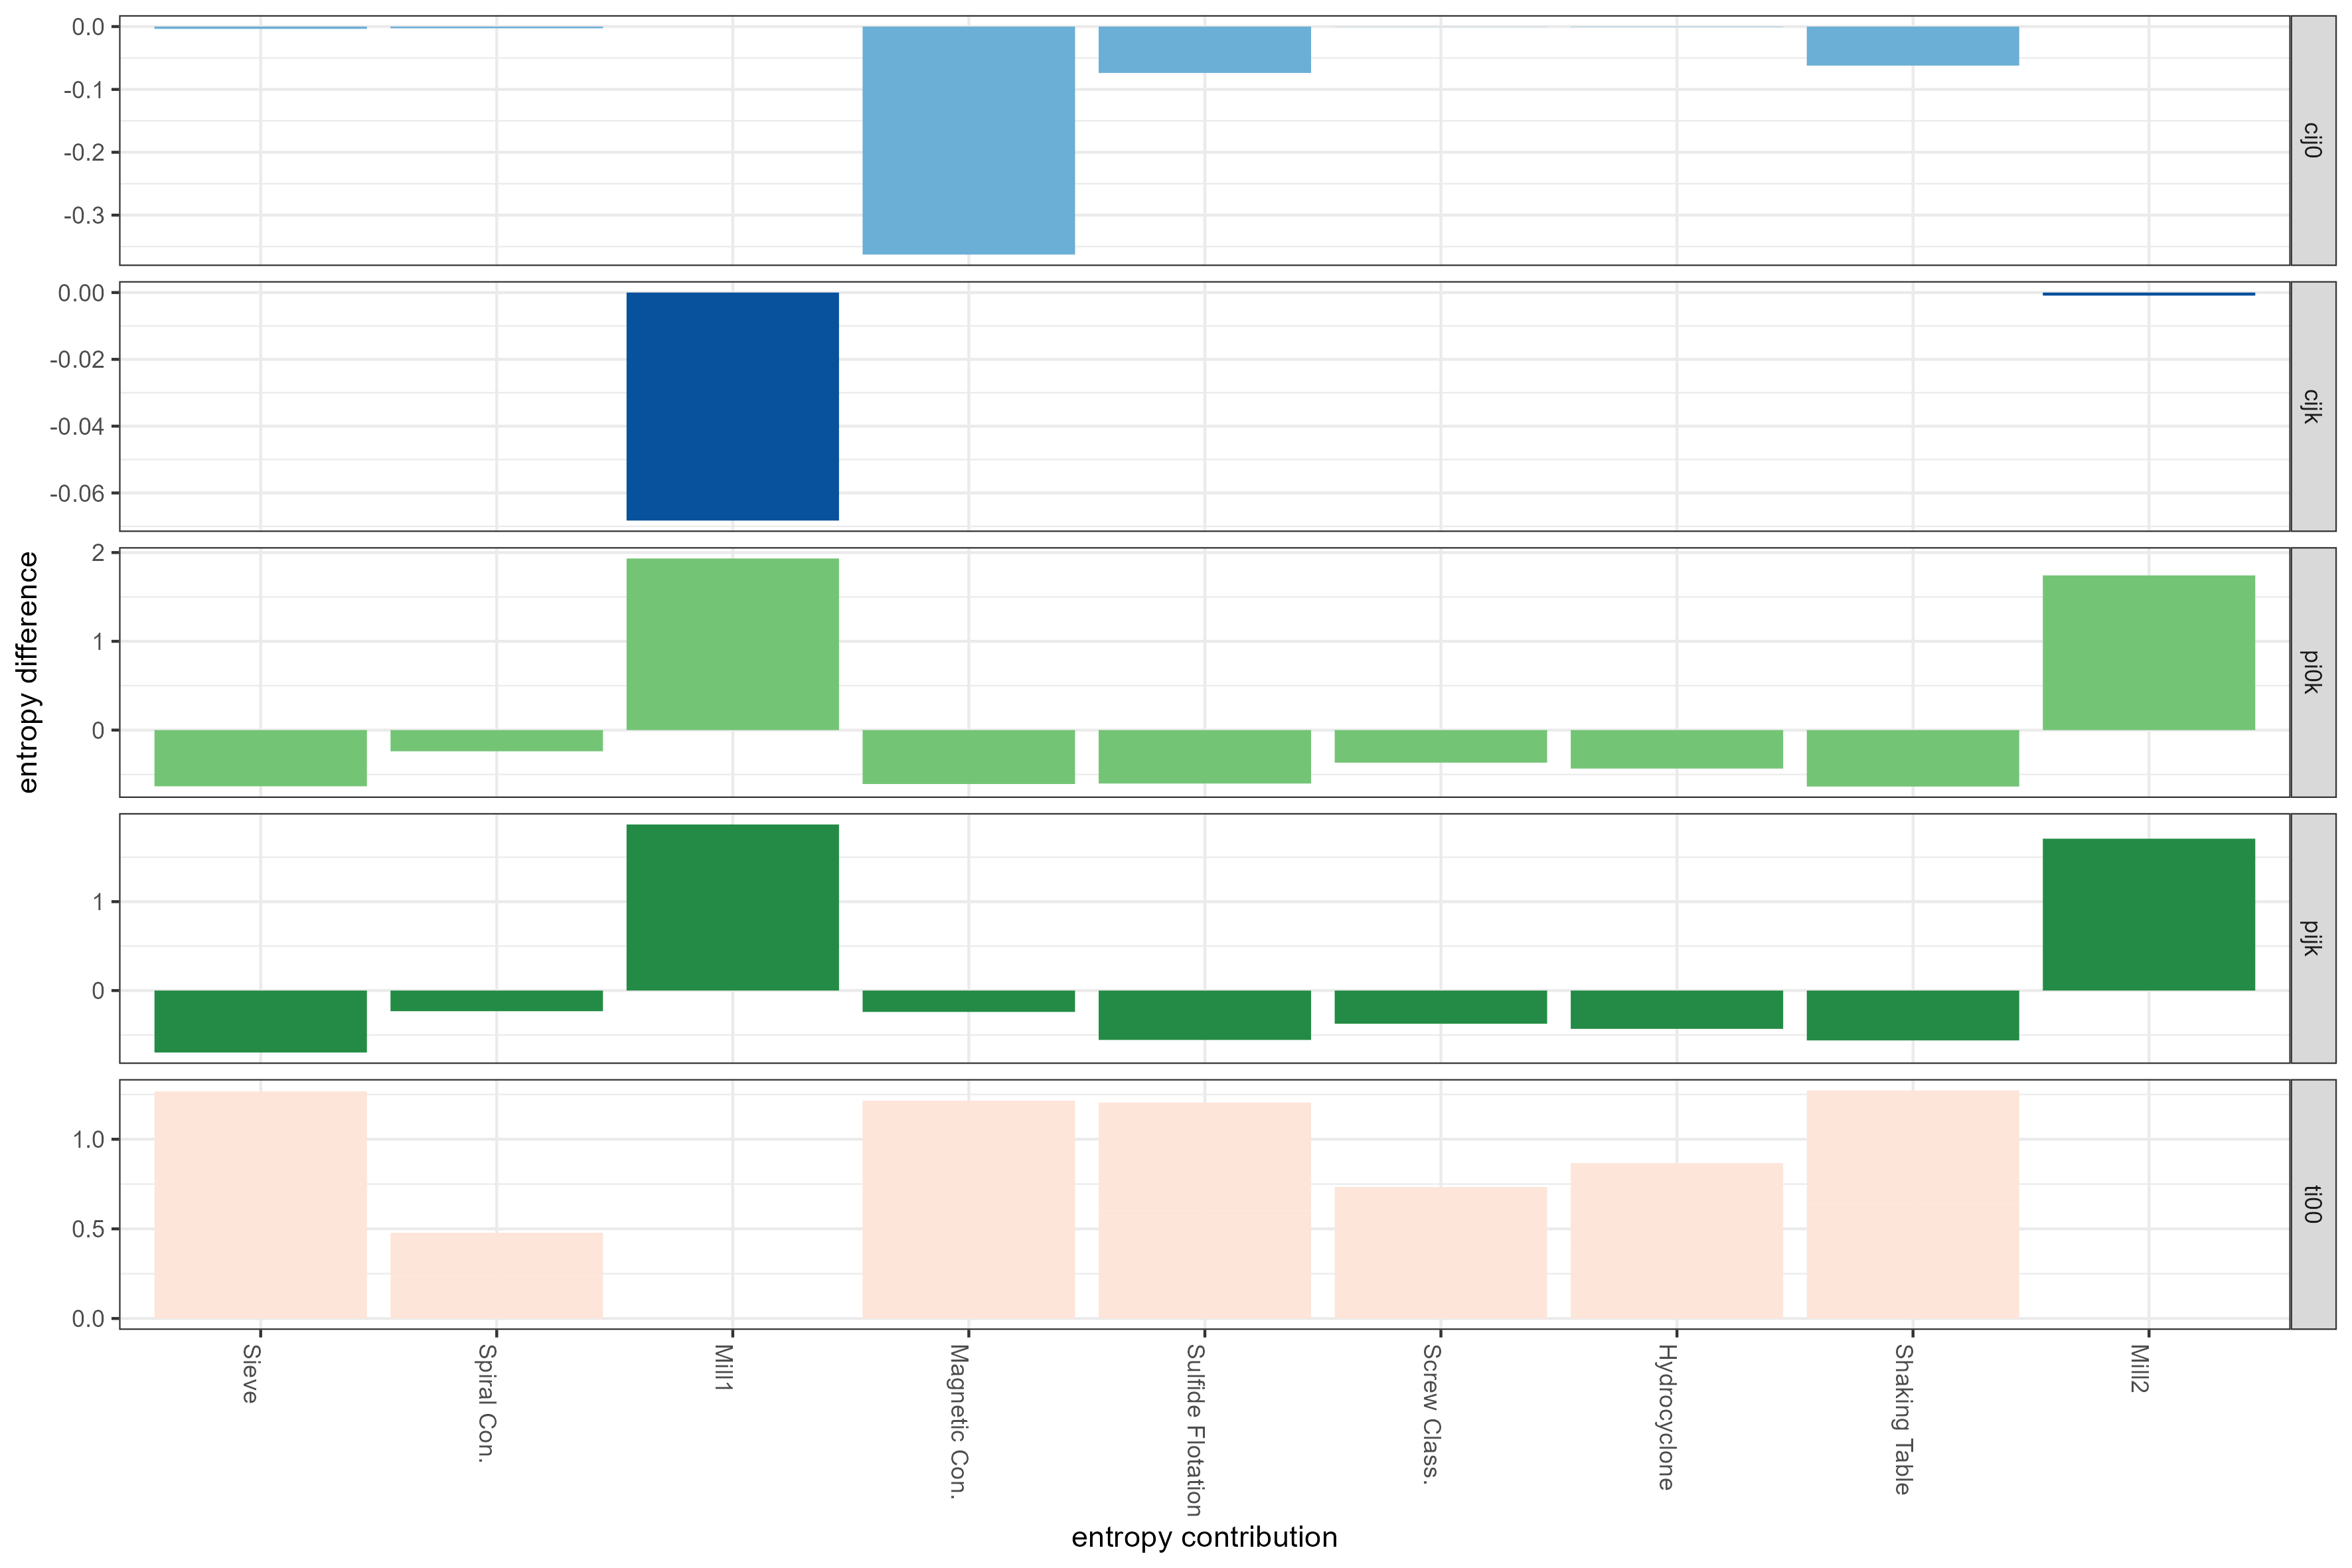 0.0
-0.1
-0.2
-0.3
cij0
0.00
-0.02
-0.04
-0.06
cijk
2
1
0
pi0k
1
0
pijk
1.0
0.5
0.0
ti00
entropy difference
Sieve
Spiral Con.
Mill1
Magnetic Con.
Sulfide Flotation
Screw Class.
Hydrocyclone
Shaking Table
Mill2
entropy contribution